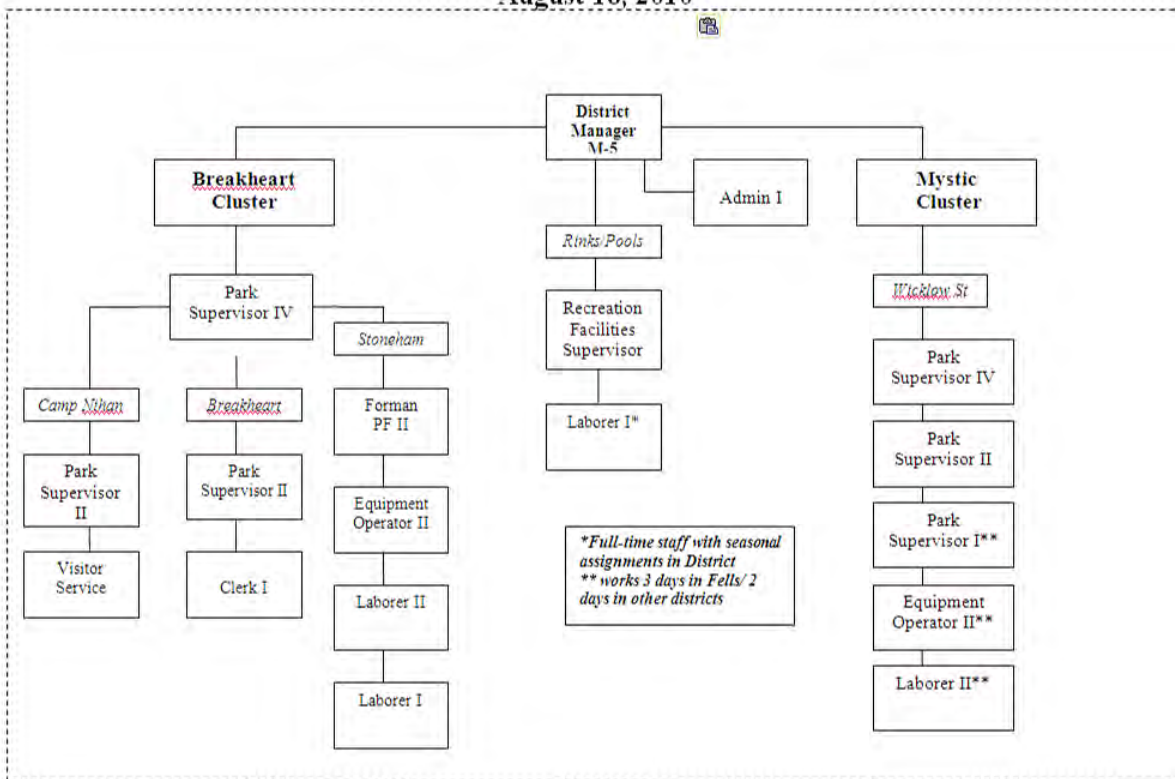 District
Manager
M-5
Breakheart
Cluster
Admin I
Mystic
Cluster
Rinks/Pools
Park
Supervisor IV
Wicklow St
Recreation
Facilities
Supervisor
Stoneham
Park
Supervisor IV
Camp Nihan
Breakheart
Forman
PF II
Laborer I*
Park
Supervisor II
Park
Supervisor
II
Park
Supervisor II
Equipment
Operator II
Park
Supervisor I**
*Full-time staff with seasonal
assignments in District
** works 3 days in Fells/ 2
days in other districts
Visitor
Service
Clerk I
Laborer II
Equipment
Operator II**
Laborer I
Laborer II**